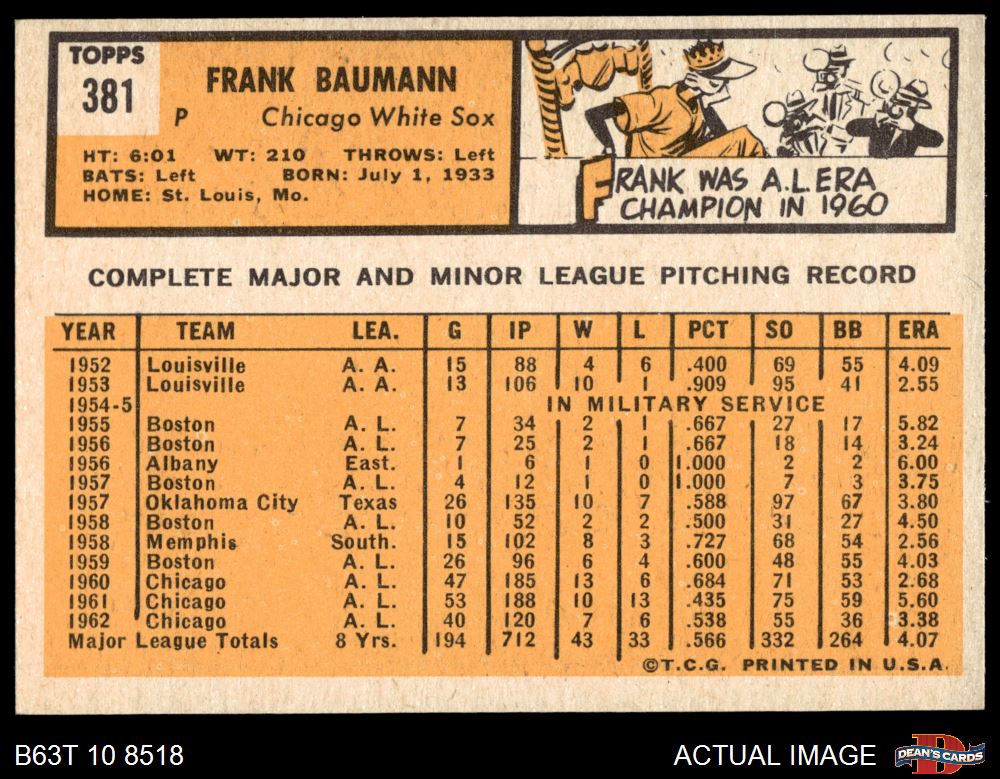 TOPPS
381
FRANK BAUMANN
P Chicago White Sox
HT: 6:01 WT: 210 THROWS: Left
BATS: Left BORN: July 1, 1933
HOME: St. Louis, Mo.
FRANK WAS A.L. ERA
CHAMPION IN 1960
COMPLETE MAJOR AND MINOR LEAGUE PITCHING RECORD
YEAR TEAM LEA. G IP W L PCT SO BB ERA
1952 Louisville A. A. 15 88 4 6 .400 69 55 4.09
1953 Louisville A. A. 13 106 10 1 .909 95 41 2.55
1954-5 IN MILITARY SERVICE
1955 Boston A. L. 7 34 2 1 .667 27 17 5.82
1956 Boston A. L. 7 25 2 1 .667 18 14 3.24
1956 Albany East. 1 6 1 0 1.000 2 2 6.00
1957 Boston A. L. 4 12 1 0 1.000 7 3 3.75
1957 Oklahoma City Texas 26 135 10 7 .588 97 67 3.80
1958 Boston A. L. 10 52 2 2 .500 31 27 4.50
1958 Memphis South. 15 102 8 3 .727 68 54 2.56
1959 Boston A. L. 26 96 6 4 .600 48 55 4.03
1960 Chicago A. L. 47 185 13 6 .684 71 53 2.68
1961 Chicago A. L. 53 188 10 13 .435 75 59 5.60
1962 Chicago A. L. 40 120 7 6 .538 55 36 3.38
Major League Totals 8 Yrs. 194 712 43 33 .566 332 264 4.07
©T.C.G. PRINTED IN U.S.A.
B63T 10 8518 ACTUAL IMAGE DEAN'S CARDS